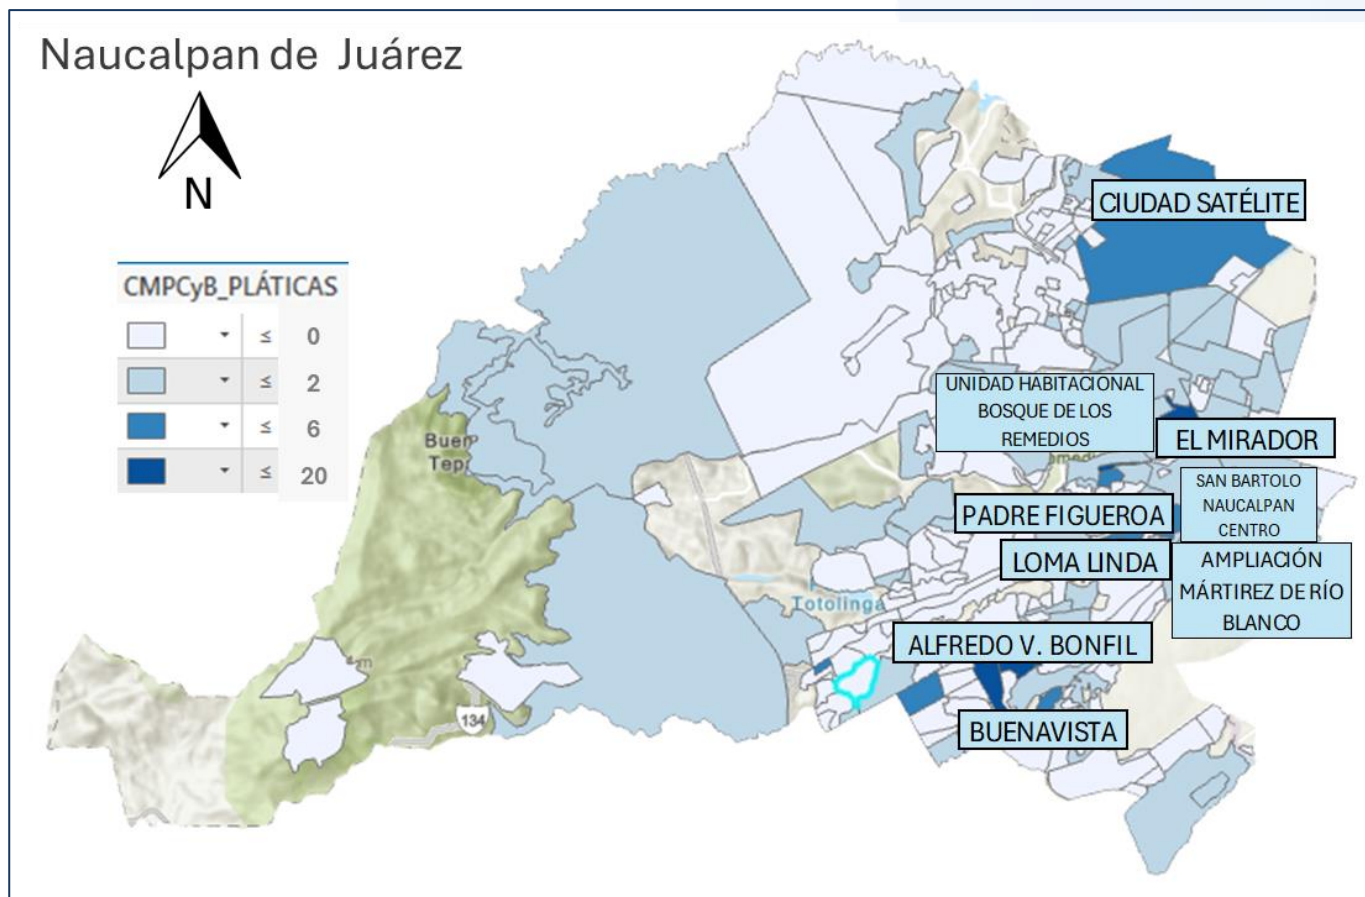 Naucalpan de Juárez
N
CMPCyB_PLÁTICAS
≤ 0
≤ 2
≤ 6
≤ 20
CIUDAD SATÉLITE
UNIDAD HABITACIONAL
BOSQUE DE LOS
REMEDIOS
EL MIRADOR
SAN BARTOLO
NAUCALPAN
CENTRO
PADRE FIGUEROA
LOMA LINDA
AMPLIACIÓN
MÁRTIREZ DE RÍO
BLANCO
Totolinga
ALFREDO V. BONFIL
BUENAVISTA
134